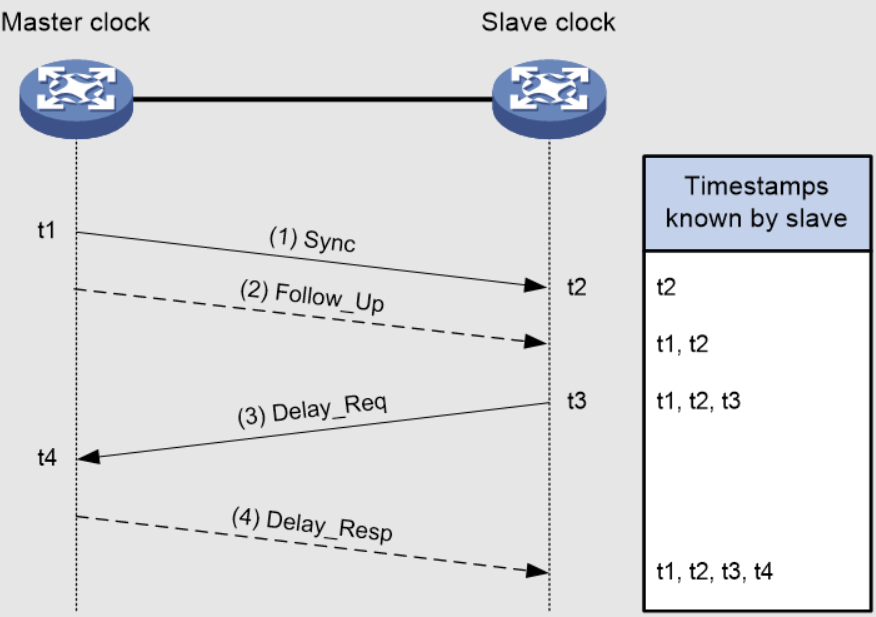 Master clock
Slave clock
Timestamps
known by slave
t1
(1) Sync
t2
t2
(2) Follow_Up
t1, t2
(3) Delay_Req
t3
t1, t2, t3
t4
(4) Delay_Resp
t1, t2, t3, t4